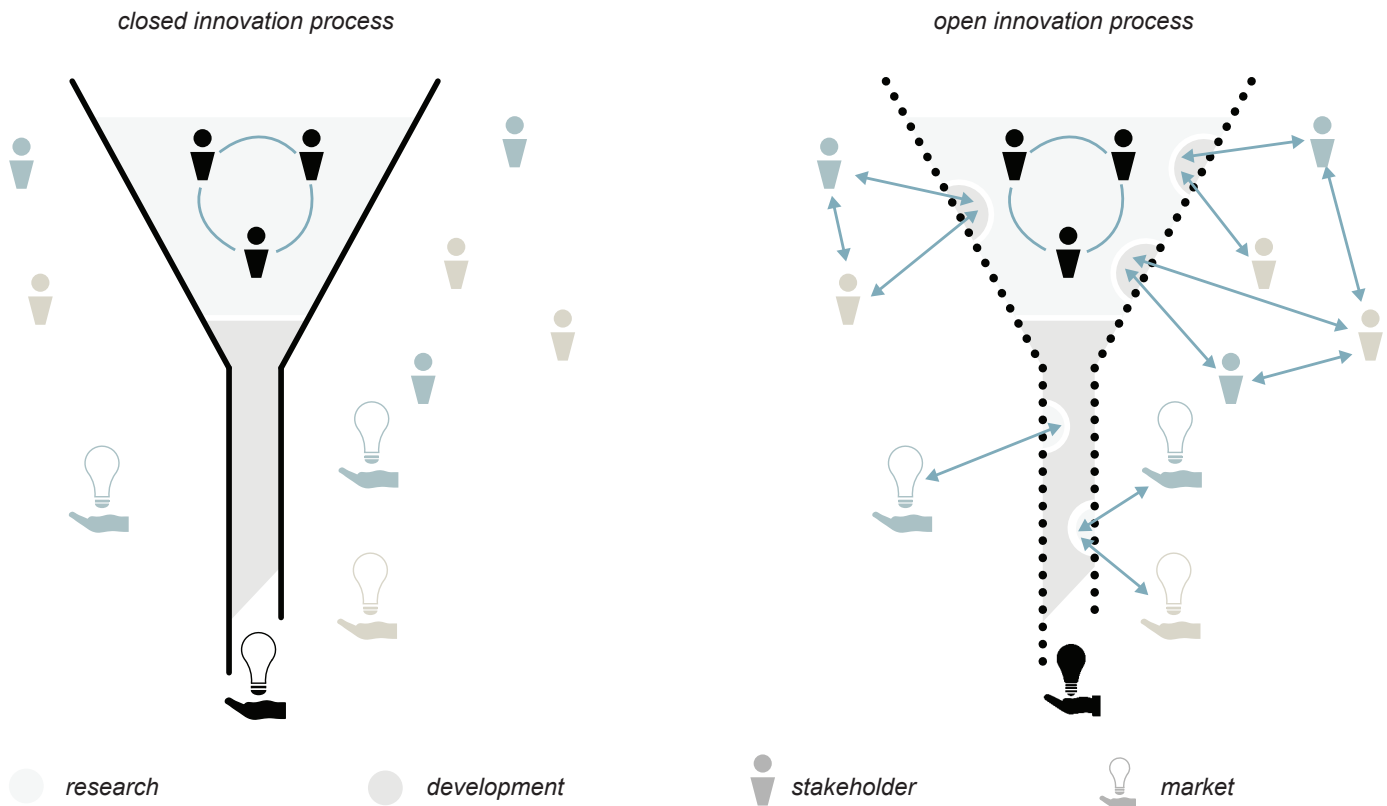 closed innovation process
open innovation process
research
development
stakeholder
market